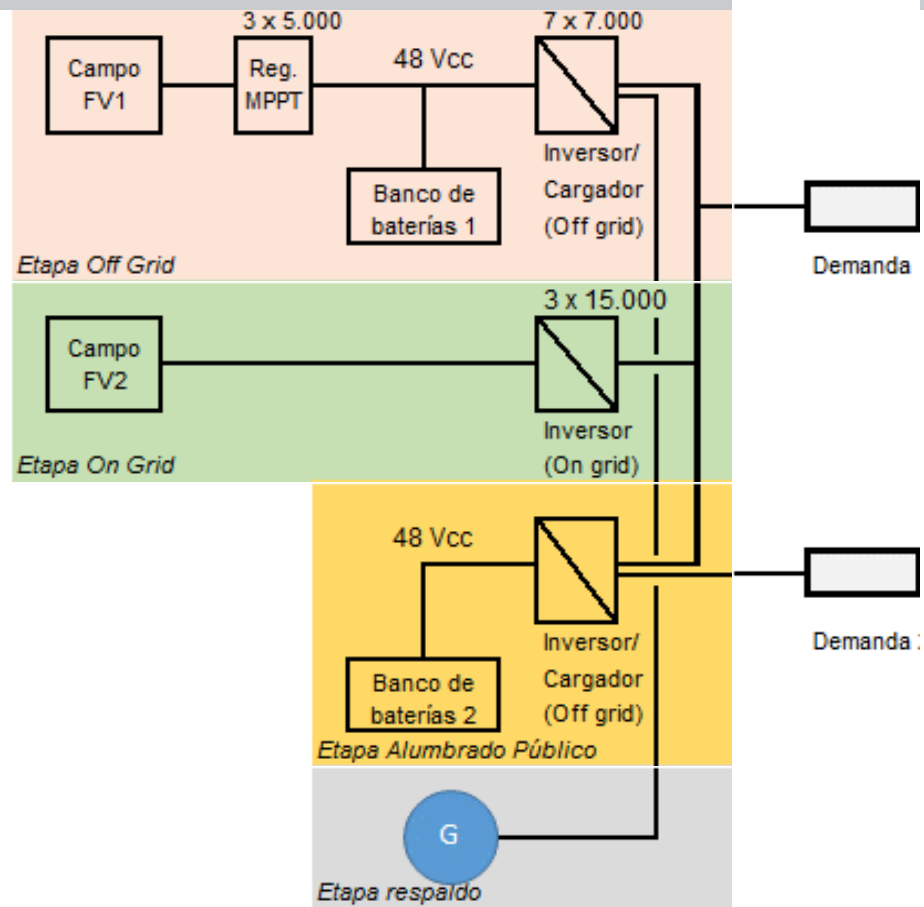 3 x 5.000
7 x 7.000
Campo
FV1
Reg.
MPPT
48 Vcc
Inversor/
Cargador
(Off grid)
Banco de
baterías 1
Etapa Off Grid
Demanda
3 x 15.000
Campo
FV2
Inversor
(On grid)
Etapa On Grid
48 Vcc
Inversor/
Cargador
(Off grid)
Banco de
baterías 2
Etapa Alumbrado Público
Demanda
G
Etapa respaldo